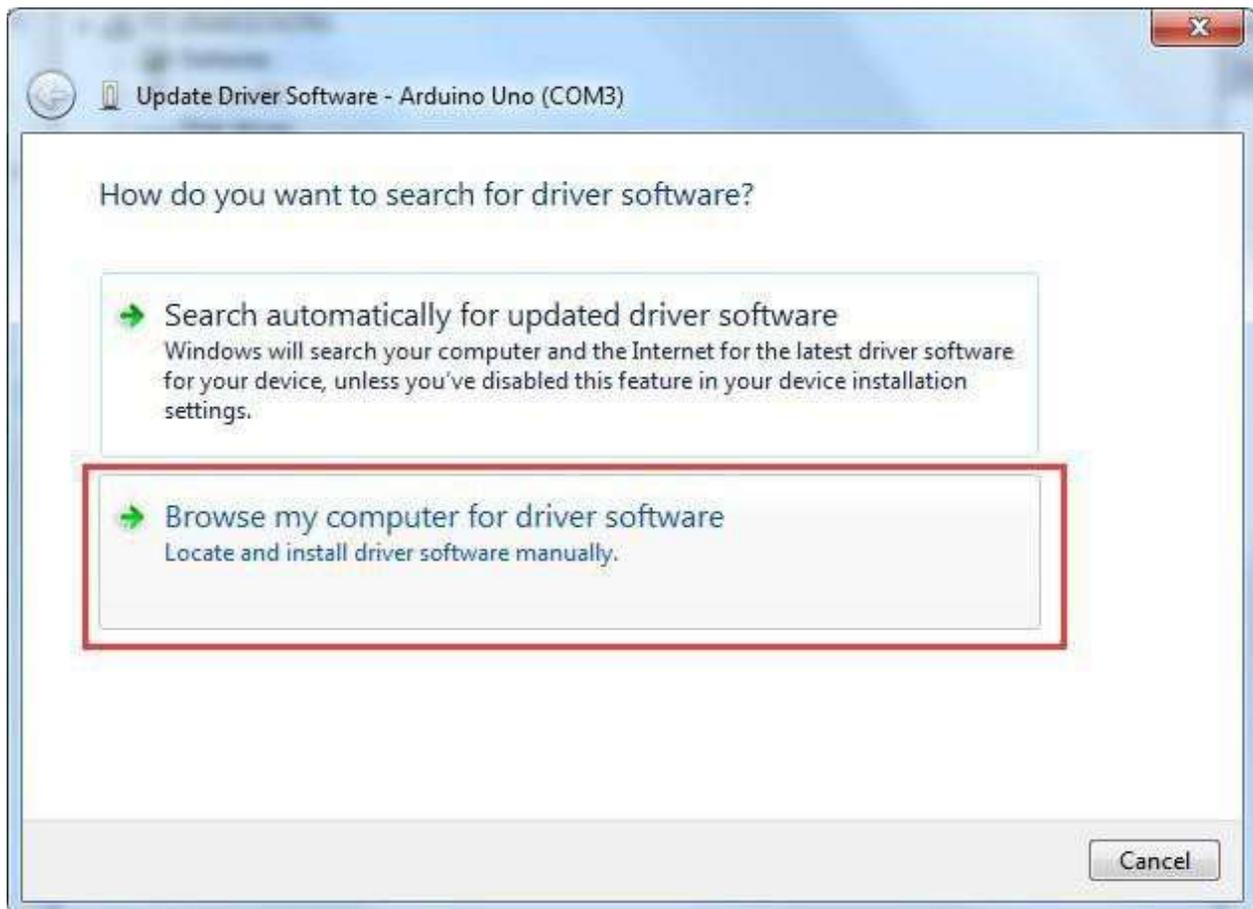 Update Driver Software - Arduino Uno (COM3)
How do you want to search for driver software?
Search automatically for updated driver software
Windows will search your computer and the Internet for the latest driver software
for your device, unless you've disabled this feature in your device installation
settings.
Browse my computer for driver software
Locate and install driver software manually.
Cancel